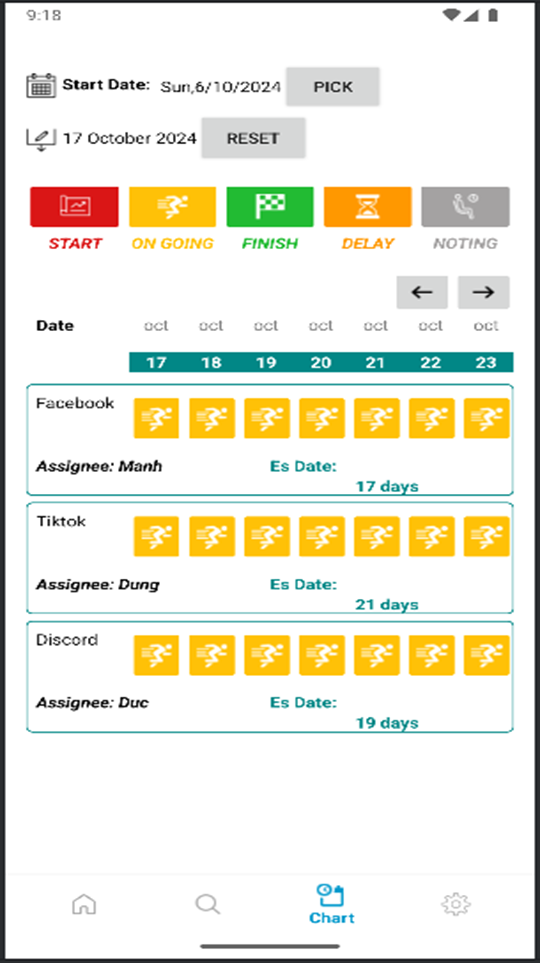 9:18
Start Date: Sun,6/10/2024 PICK
17 October 2024 RESET
START ON GOING FINISH DELAY NOTING
← →
Date oct oct oct oct oct oct oct
17 18 19 20 21 22 23
Facebook
Assignee: Manh Es Date:
17 days
Tiktok
Assignee: Dung Es Date:
21 days
Discord
Assignee: Duc Es Date:
19 days
Chart